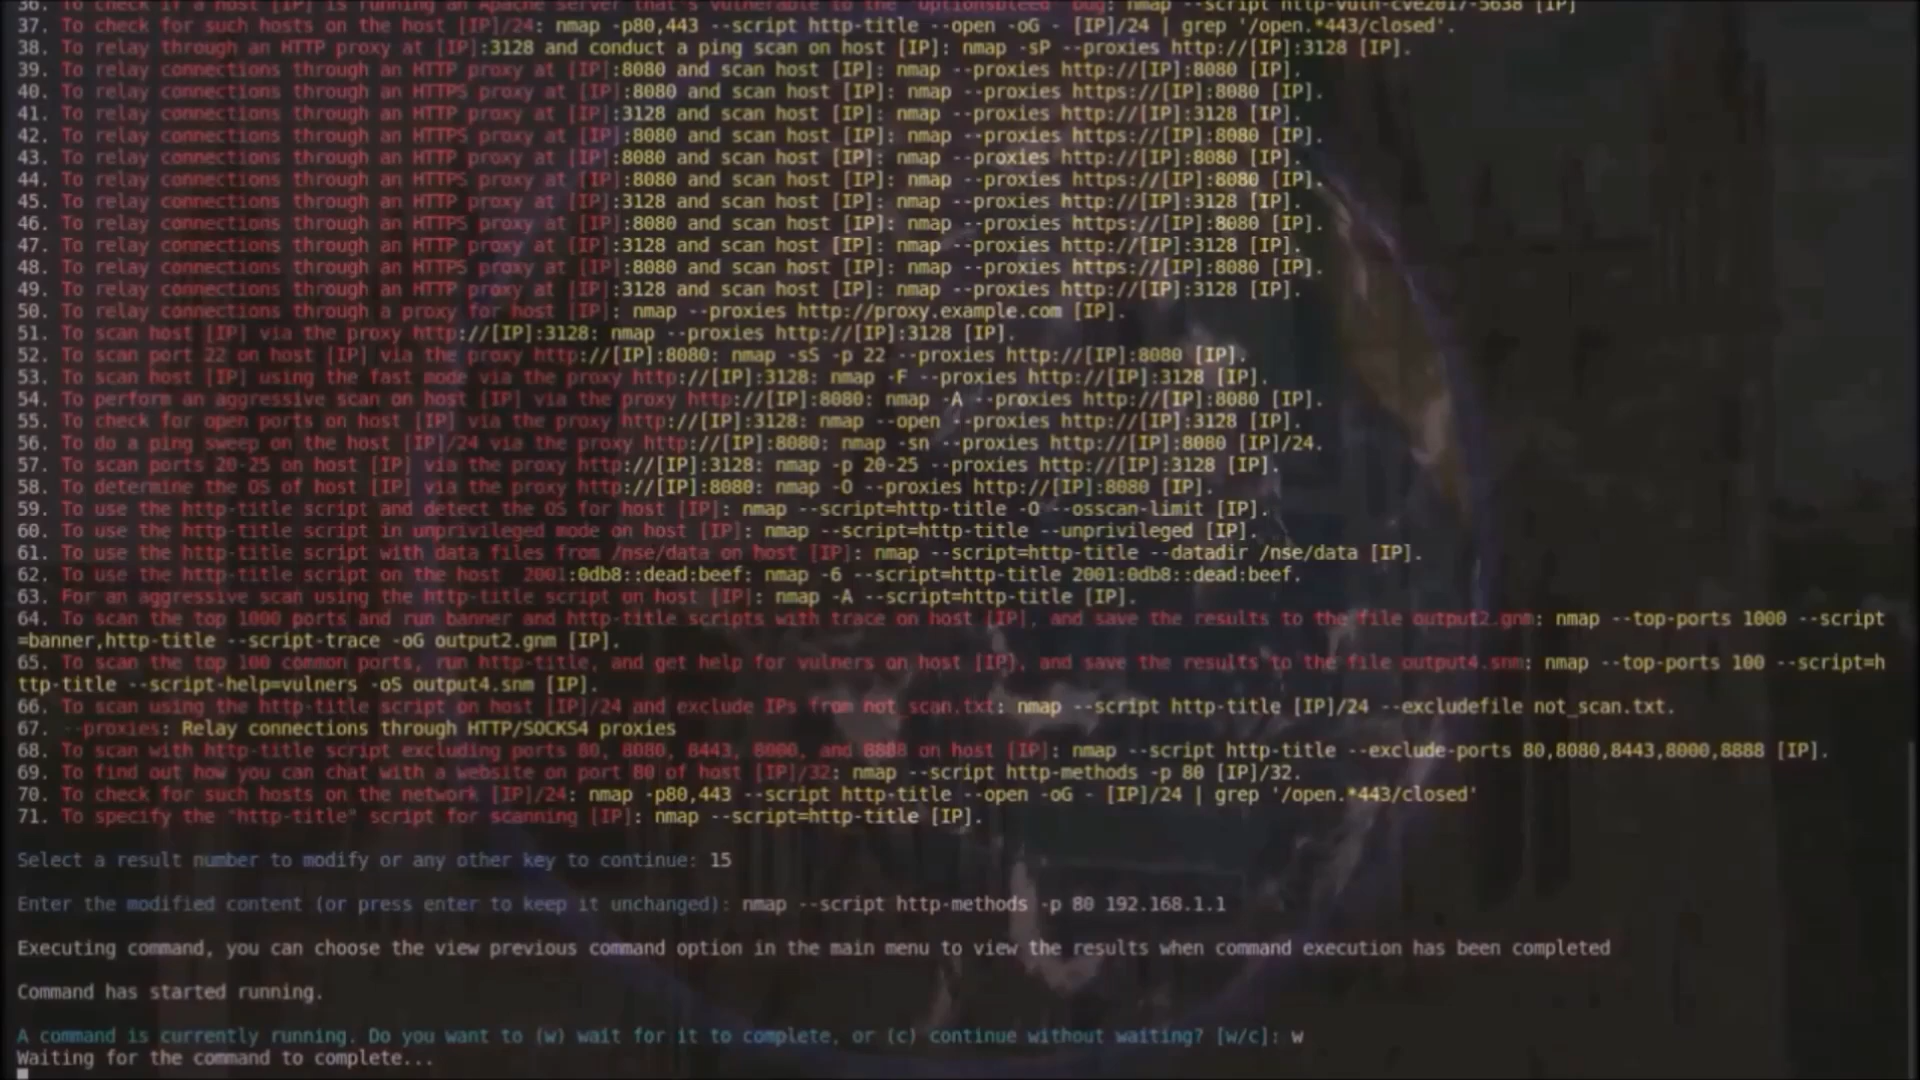 36. To check if a host [IP] is running an Apache server that's vulnerable to the "Optionsbleed" bug: nmap --script http-vuln-cve2017-5638 [IP]
37. To check for such hosts on the host [IP]/24: nmap -p80,443 --script http-title --open -oG - [IP]/24 | grep '/open.*443/closed'.
38. To relay through an HTTP proxy at [IP]:3128 and conduct a ping scan on host [IP]: nmap -sP --proxies http://[IP]:3128 [IP].
39. To relay connections through an HTTP proxy at [IP]:8080 and scan host [IP]: nmap --proxies http://[IP]:8080 [IP].
40. To relay connections through an HTTPS proxy at [IP]:8080 and scan host [IP]: nmap --proxies https://[IP]:8080 [IP].
41. To relay connections through an HTTP proxy at [IP]:3128 and scan host [IP]: nmap --proxies http://[IP]:3128 [IP].
42. To relay connections through an HTTPS proxy at [IP]:8080 and scan host [IP]: nmap --proxies https://[IP]:8080 [IP].
43. To relay connections through an HTTP proxy at [IP]:8080 and scan host [IP]: nmap --proxies http://[IP]:8080 [IP].
44. To relay connections through an HTTPS proxy at [IP]:8080 and scan host [IP]: nmap --proxies https://[IP]:8080 [IP].
45. To relay connections through an HTTP proxy at [IP]:3128 and scan host [IP]: nmap --proxies http://[IP]:3128 [IP].
46. To relay connections through an HTTPS proxy at [IP]:8080 and scan host [IP]: nmap --proxies https://[IP]:8080 [IP].
47. To relay connections through an HTTP proxy at [IP]:3128 and scan host [IP]: nmap --proxies http://[IP]:3128 [IP].
48. To relay connections through an HTTPS proxy at [IP]:8080 and scan host [IP]: nmap --proxies https://[IP]:8080 [IP].
49. To relay connections through an HTTP proxy at [IP]:3128 and scan host [IP]: nmap --proxies http://[IP]:3128 [IP].
50. To relay connections through a proxy for host [IP]: nmap --proxies http://proxy.example.com [IP].
51. To scan host [IP] via the proxy http://[IP]:3128: nmap --proxies http://[IP]:3128 [IP].
52. To scan port 22 on host [IP] via the proxy http://[IP]:8080: nmap -sS -p 22 --proxies http://[IP]:8080 [IP].
53. To scan host [IP] using the fast mode via the proxy http://[IP]:3128: nmap -F --proxies http://[IP]:3128 [IP].
54. To perform an aggressive scan on host [IP] via the proxy http://[IP]:8080: nmap -A --proxies http://[IP]:8080 [IP].
55. To check for open ports on host [IP] via the proxy http://[IP]:3128: nmap --open --proxies http://[IP]:3128 [IP].
56. To do a ping sweep on the host [IP]/24 via the proxy http://[IP]:8080: nmap -sn --proxies http://[IP]:8080 [IP]/24.
57. To scan ports 20-25 on host [IP] via the proxy http://[IP]:3128: nmap -p 20-25 --proxies http://[IP]:3128 [IP].
58. To determine the OS of host [IP] via the proxy http://[IP]:8080: nmap -O --proxies http://[IP]:8080 [IP].
59. To use the http-title script and detect the OS for host [IP]: nmap --script=http-title -O --osscan-limit [IP].
60. To use the http-title script in unprivileged mode on host [IP]: nmap --script=http-title --unprivileged [IP].
61. To use the http-title script with data files from /nse/data on host [IP]: nmap --script=http-title --datadir /nse/data [IP].
62. To use the http-title script on the host  2001:0db8::dead:beef: nmap -6 --script=http-title 2001:0db8::dead:beef.
63. For an aggressive scan using the http-title script on host [IP]: nmap -A --script=http-title [IP].
64. To scan the top 1000 ports and run banner and http-title scripts with trace on host [IP], and save the results to the file output2.gnm: nmap --top-ports 1000 --script
=banner,http-title --script-trace -oG output2.gnm [IP].
65. To scan the top 100 common ports, run http-title, and get help for vulners on host [IP], and save the results to the file output4.snm: nmap --top-ports 100 --script=h
ttp-title --script-help=vulners -oS output4.snm [IP].
66. To scan using the http-title script on host [IP]/24 and exclude IPs from not_scan.txt: nmap --script http-title [IP]/24 --excludefile not_scan.txt.
67. --proxies: Relay connections through HTTP/SOCKS4 proxies
68. To scan with http-title script excluding ports 80, 8080, 8443, 8000, and 8888 on host [IP]: nmap --script http-title --exclude-ports 80,8080,8443,8000,8888 [IP].
69. To find out how you can chat with a website on port 80 of host [IP]/32: nmap --script http-methods -p 80 [IP]/32.
70. To check for such hosts on the network [IP]/24: nmap -p80,443 --script http-title --open -oG - [IP]/24 | grep '/open.*443/closed'
71. To specify the "http-title" script for scanning [IP]: nmap --script=http-title [IP].
Select a result number to modify or any other key to continue: 15
Enter the modified content (or press enter to keep it unchanged): nmap --script http-methods -p 80 192.168.1.1
Executing command, you can choose the view previous command option in the main menu to view the results when command execution has been completed
Command has started running.
A command is currently running. Do you want to (w) wait for it to complete, or (c) continue without waiting? [w/c]: w
Waiting for the command to complete...